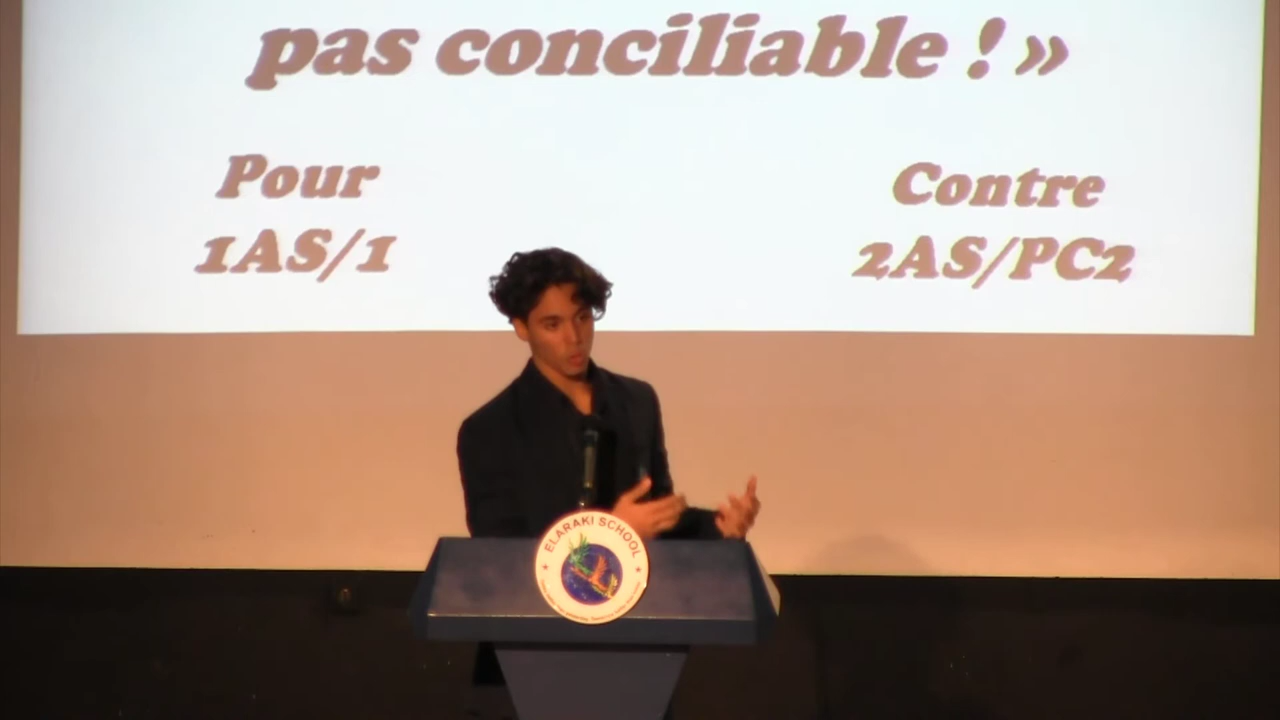 pas conciliable ! »
Pour
Contre
1AS/1
2AS/PC2
ELARAKI SCHOOL